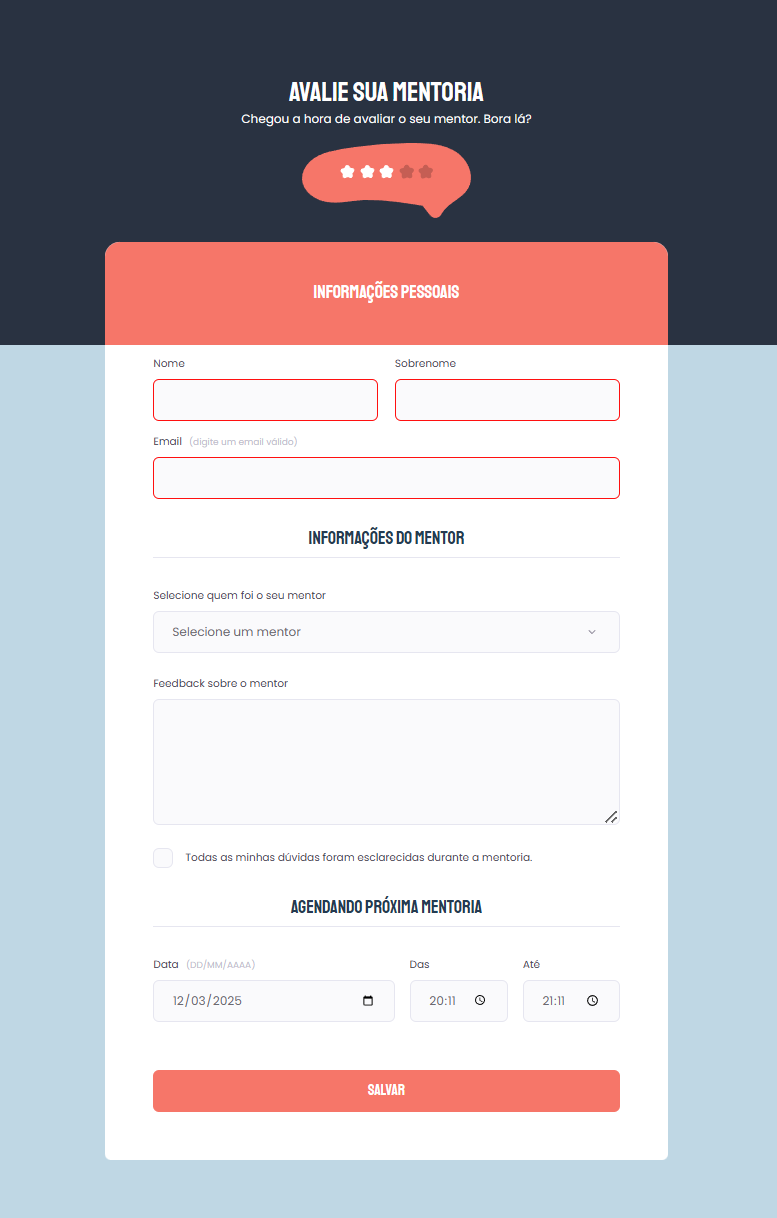 AVALIE SUA MENTORIA
Chegou a hora de avaliar o seu mentor. Bora lá?
INFORMAÇÕES PESSOAIS
Nome Sobrenome
Email (digite um email válido)
INFORMAÇÕES DO MENTOR
Selecione quem foi o seu mentor
Selecione um mentor
Feedback sobre o mentor
Todas as minhas dúvidas foram esclarecidas durante a mentoria.
AGENDANDO PRÓXIMA MENTORIA
Data (DD/MM/AAAA) Das Até
12/03/2025 20:11 21:11
SALVAR